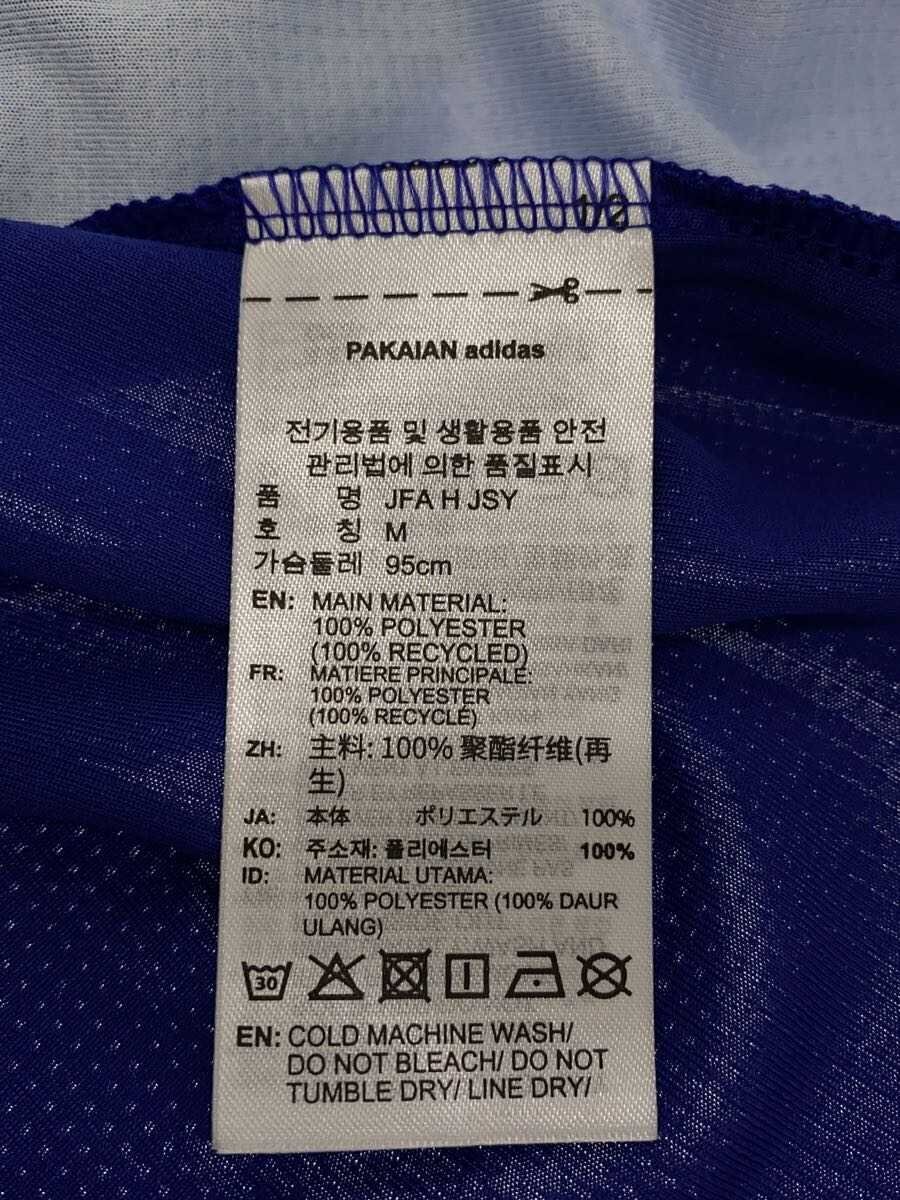 1/2
PAKAIAN adidas
전기용품 및 생활용품 안전
관리법에 의한 품질표시
품 명 JFA H JSY
호 칭 M
가슴둘레 95cm
EN: MAIN MATERIAL:
100% POLYESTER
(100% RECYCLED)
FR: MATIERE PRINCIPALE:
100% POLYESTER
(100% RECYCLÉ)
ZH: 主料: 100% 聚酯纤维(再
生)
JA: 本体 ポリエステル 100%
KO: 주소재: 폴리에스터 100%
ID: MATERIAL UTAMA:
100% POLYESTER (100% DAUR
ULANG)
30
EN: COLD MACHINE WASH/
DO NOT BLEACH/ DO NOT
TUMBLE DRY/ LINE DRY/